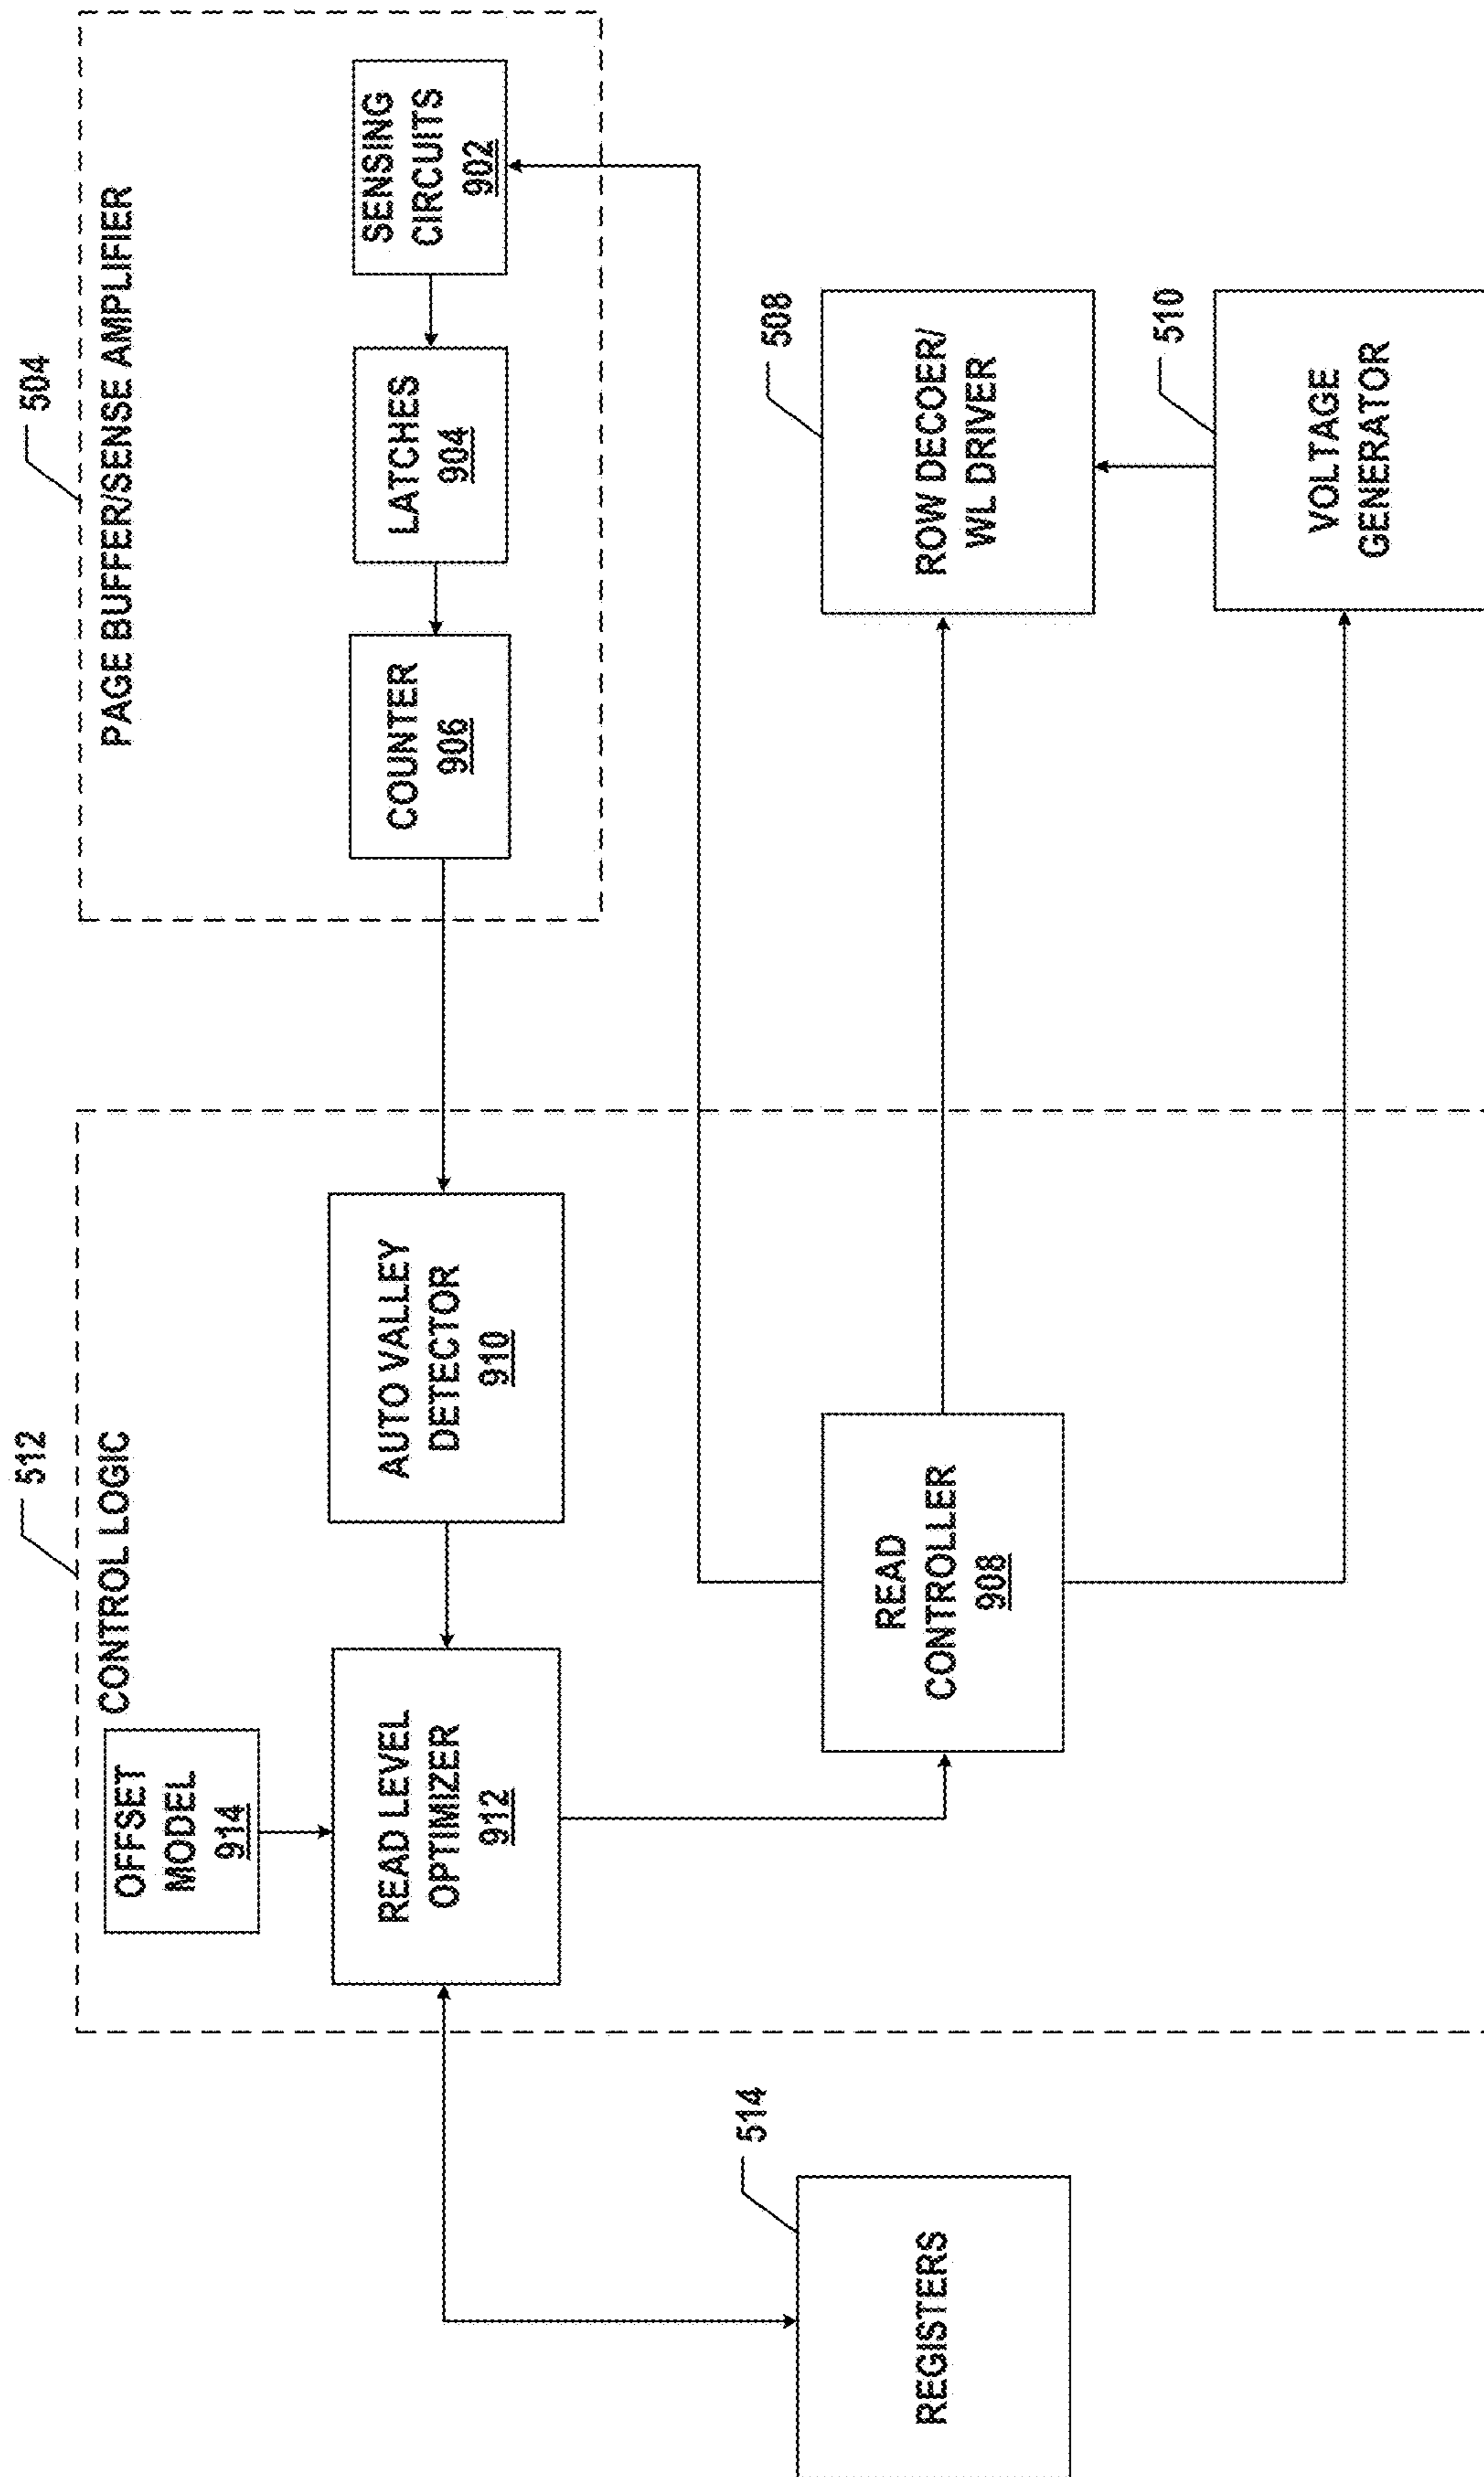 512
CONTROL LOGIC
OFFSET
MODEL
914
READ LEVEL
OPTIMIZER
912
AUTO VALLEY
DETECTOR
910
READ
CONTROLLER
908
REGISTERS
514
504
PAGE BUFFER/SENSE AMPLIFIER
COUNTER
906
LATCHES
904
SENSING
CIRCUITS
902
508
ROW DECOER/
WL DRIVER
510
VOLTAGE
GENERATOR